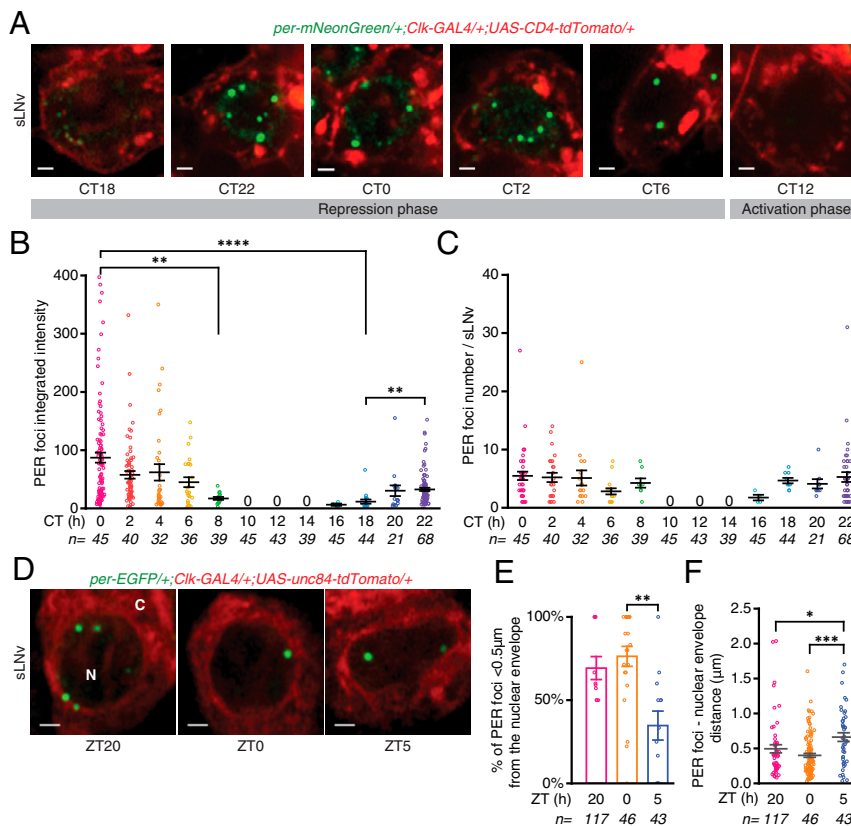 A
per-mNeonGreen/+;Clk-GAL4/+;UAS-CD4-tdTomato/+
sLNv
CT18 CT22 CT0 CT2 CT6 CT12
Repression phase Activation phase
B
PER foci integrated intensity
400
300
200
100
0
****
**
**
0 0 0
CT (h) 0 2 4 6 8 10 12 14 16 18 20 22
n= 45 40 32 36 39 45 43 39 45 44 21 68
C
PER foci number / sLNv
40
30
20
10
0
0 0 0
CT (h) 0 2 4 6 8 10 12 14 16 18 20 22
n= 45 40 32 36 39 45 43 39 45 44 21 68
D
per-EGFP/+;Clk-GAL4/+;UAS-unc84-tdTomato/+
sLNv
C
N
ZT20 ZT0 ZT5
E
% of PER foci <0.5µm
from the nuclear envelope
100%
50%
0%
**
ZT (h) 20 0 5
n= 117 46 43
F
PER foci - nuclear envelope
distance (µm)
2.5
2.0
1.5
1.0
0.5
0.0
*
***
ZT (h) 20 0 5
n= 117 46 43